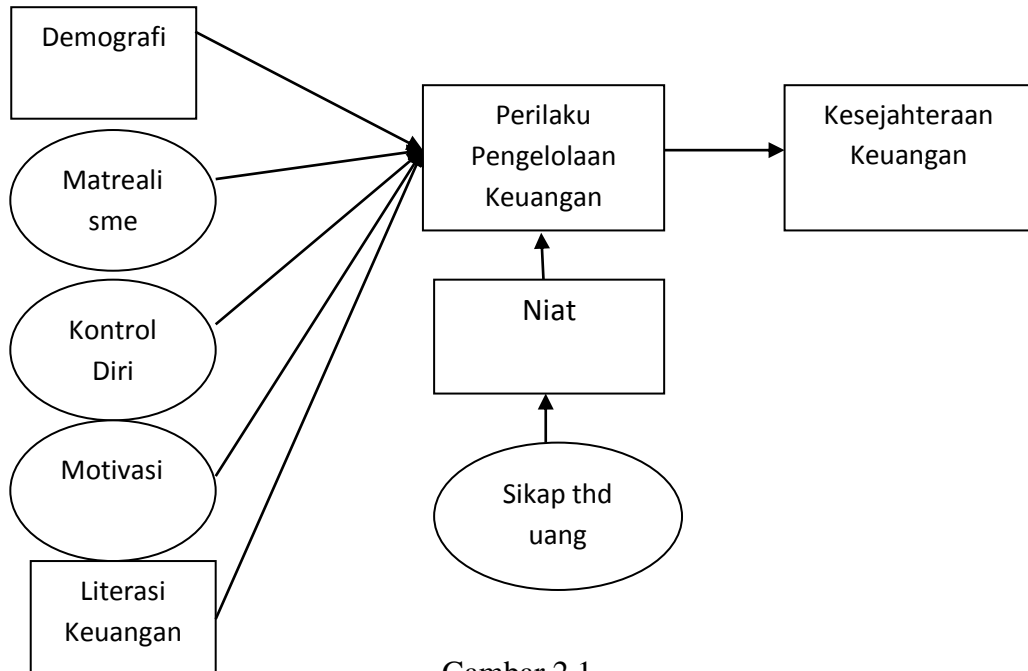 Demografi
Matreali
sme
Kontrol
Diri
Motivasi
Literasi
Keuangan
Perilaku
Pengelolaan
Keuangan
Niat
Sikap thd
uang
Kesejahteraan
Keuangan
Gambar 2.1